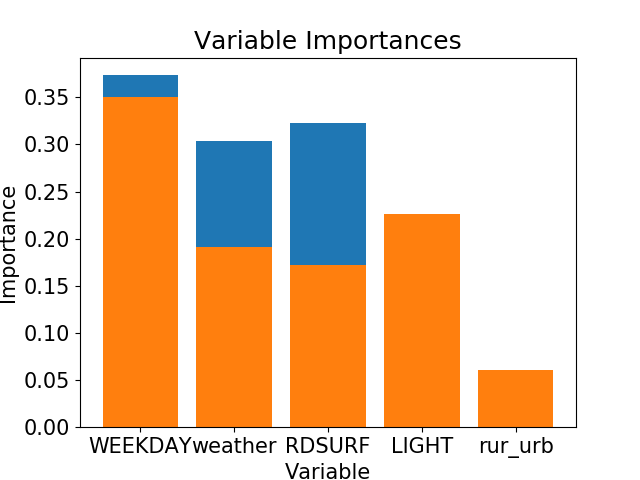 Variable Importances
Importance
0.35
0.30
0.25
0.20
0.15
0.10
0.05
0.00
WEEKDAY weather RDSURF LIGHT rur_urb
Variable